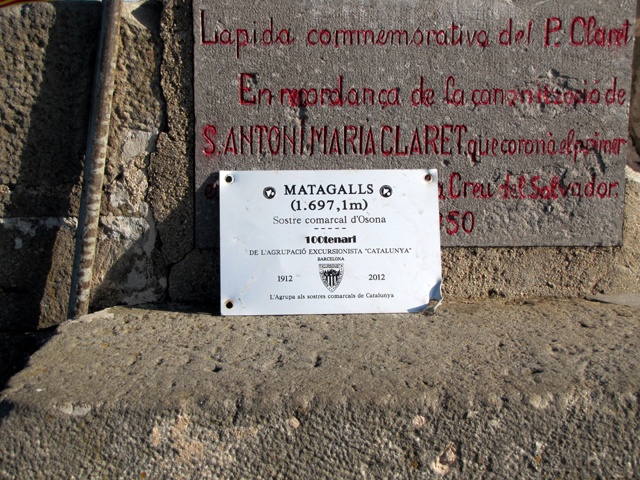 Làpida commemorativa del P. Claret
En recordança de la canonització de
S. ANTONI MARIA CLARET, que coronà el primer
Creu del Salvador
MATAGALLS
(1.697,1m)
Sostre comarcal d'Osona
100tenari
DE L'AGRUPACIÓ EXCURSIONISTA "CATALUNYA"
BARCELONA
1912 2012
L'Agrupa als sostres comarcals de Catalunya